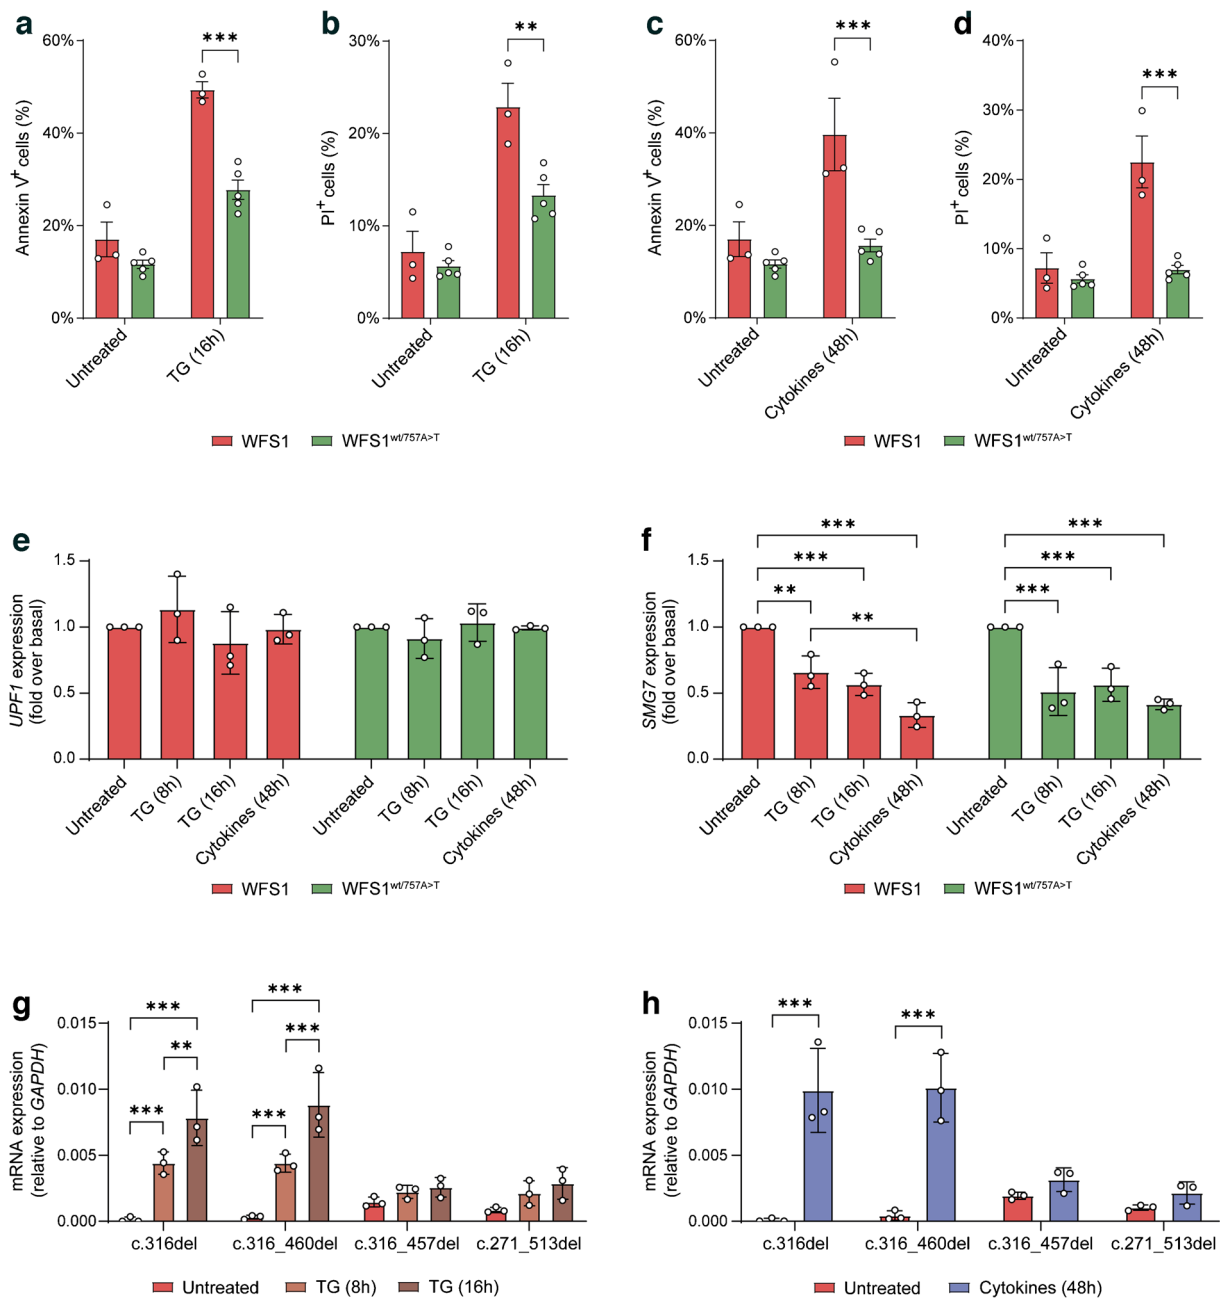 a
Annexin V+ cells (%)
60%
40%
20%
0%
***
Untreated
TG (16h)
b
PI+ cells (%)
30%
20%
10%
0%
**
Untreated
TG (16h)
WFS1
WFS1wt/757A>T
c
Annexin V+ cells (%)
60%
40%
20%
0%
***
Untreated
Cytokines (48h)
d
PI+ cells (%)
40%
30%
20%
10%
0%
***
Untreated
Cytokines (48h)
WFS1
WFS1wt/757A>T
e
UPF1 expression
(fold over basal)
1.5
1.0
0.5
0.0
Untreated
TG (8h)
TG (16h)
Cytokines (48h)
Untreated
TG (8h)
TG (16h)
Cytokines (48h)
WFS1
WFS1wt/757A>T
f
SMG7 expression
(fold over basal)
1.5
1.0
0.5
0.0
***
***
**
**
***
***
***
Untreated
TG (8h)
TG (16h)
Cytokines (48h)
Untreated
TG (8h)
TG (16h)
Cytokines (48h)
WFS1
WFS1wt/757A>T
g
mRNA expression
(relative to GAPDH)
0.015
0.010
0.005
0.000
***
**
***
***
***
***
c.316del
c.316_460del
c.316_457del
c.271_513del
Untreated
TG (8h)
TG (16h)
h
mRNA expression
(relative to GAPDH)
0.015
0.010
0.005
0.000
***
***
c.316del
c.316_460del
c.316_457del
c.271_513del
Untreated
Cytokines (48h)